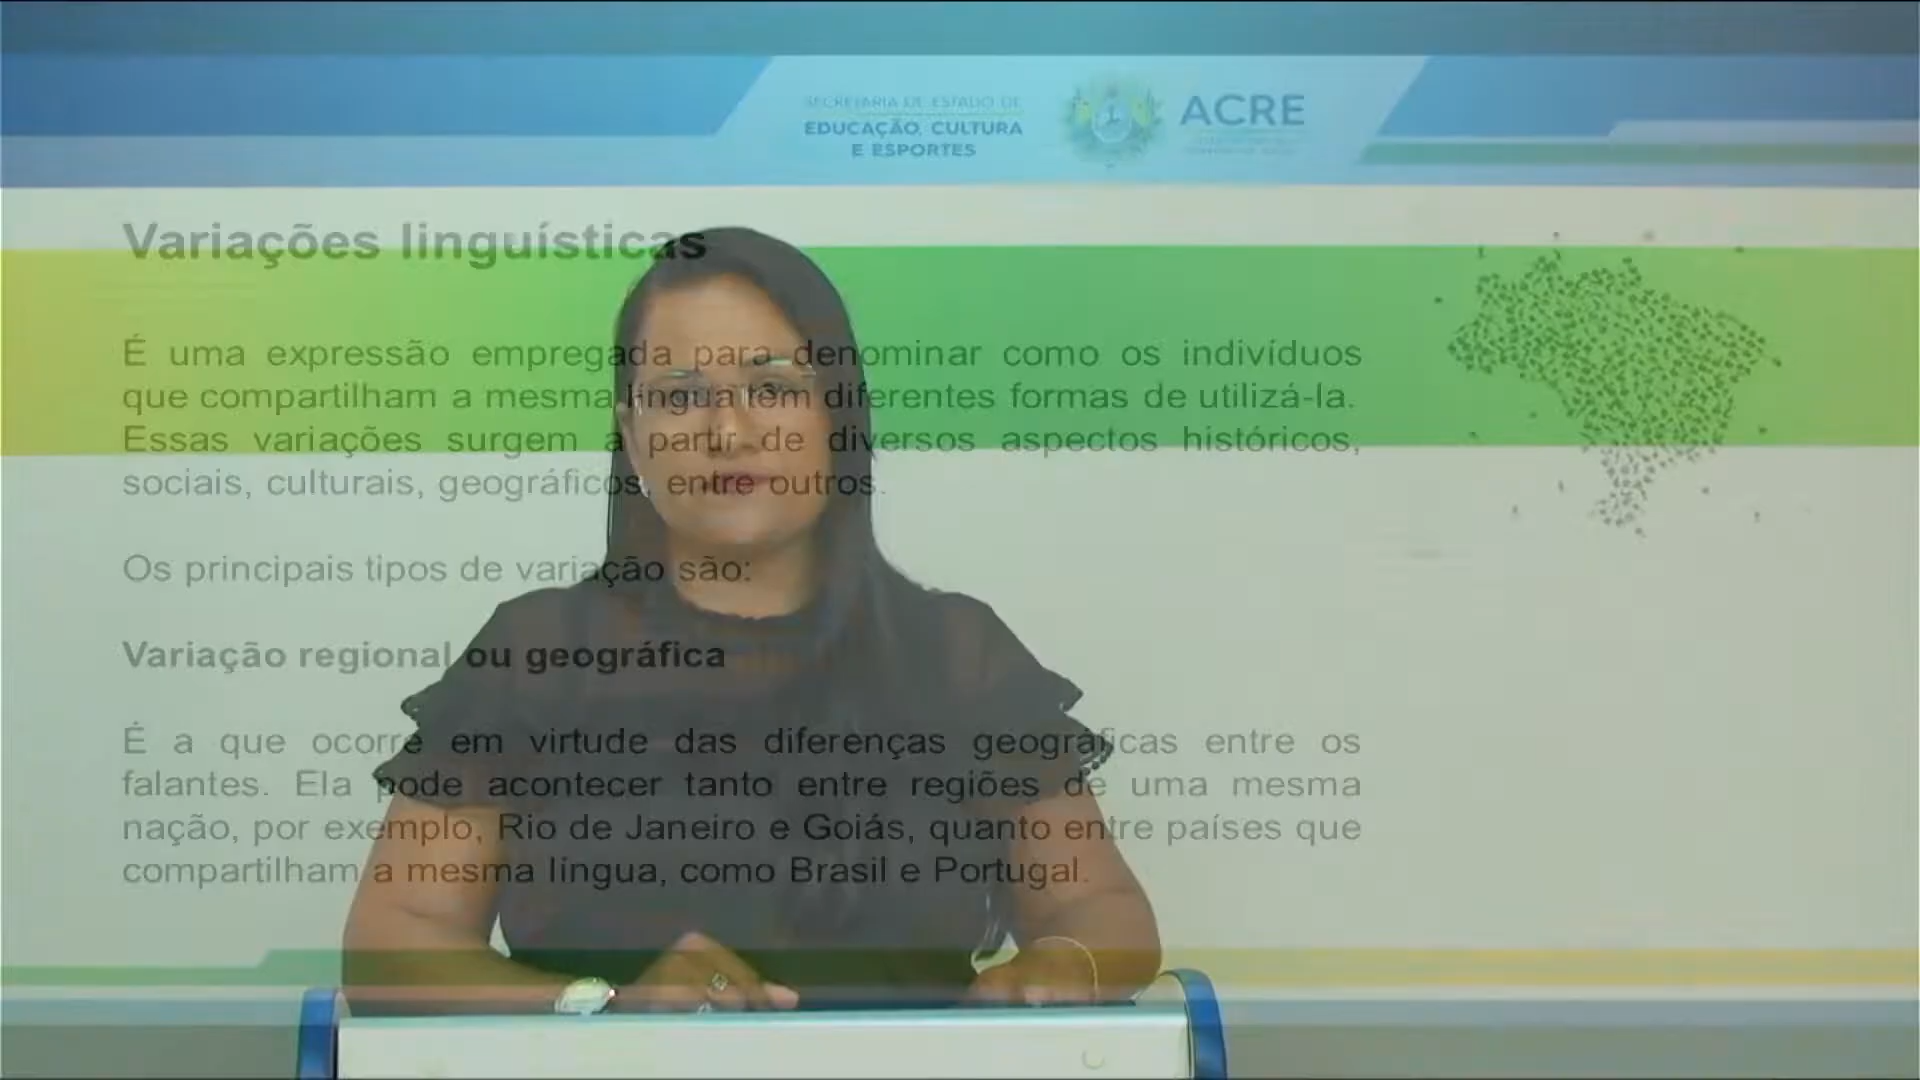 SECRETARIA DE ESTADO DE
EDUCAÇÃO, CULTURA
E ESPORTES
ACRE
Variações linguísticas
É uma expressão empregada para denominar como os indivíduos
que compartilham a mesma língua têm diferentes formas de utilizá-la.
Essas variações surgem a partir de diversos aspectos históricos,
sociais, culturais, geográficos, entre outros.
Os principais tipos de variação são:
Variação regional ou geográfica
É a que ocorre em virtude das diferenças geográficas entre os
falantes. Ela pode acontecer tanto entre regiões de uma mesma
nação, por exemplo, Rio de Janeiro e Goiás, quanto entre países que
compartilham a mesma língua, como Brasil e Portugal.